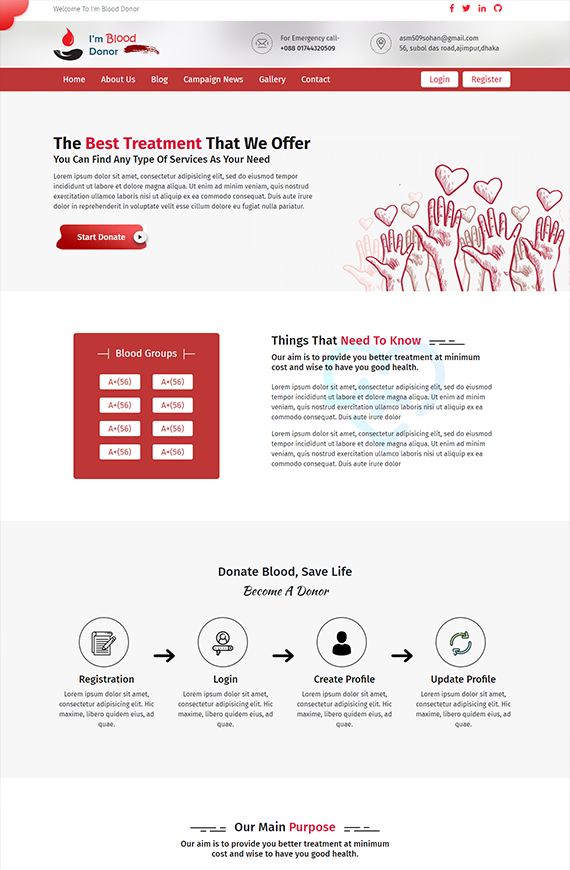 Welcome To I'm Blood Donor
I'm Blood
Donor
For Emergency call-
+088 01744320509
asm509sohan@gmail.com
56, subol das road,ajimpur,dhaka
Home About Us Blog Campaign News Gallery Contact Login Register
The Best Treatment That We Offer
You Can Find Any Type Of Services As Your Need
Lorem ipsum dolor sit amet, consectetur adipisicing elit, sed do eiusmod
incididunt ut labore et dolore magna aliqua. Ut enim ad minim veniam, quis nostrud
exercitation ullamco laboris nisi ut aliquip ex ea commodo consequat. Duis aute irure
dolor in reprehenderit in voluptate velit esse cillum dolore eu fugiat nulla pariatur.
Start Donate
Blood Groups
A+(56) A+(56)
A+(56) A+(56)
A+(56) A+(56)
A+(56) A+(56)
Things That Need To Know
Our aim is to provide you better treatment at minimum
cost and wise to have you good health.
Lorem ipsum dolor sit amet, consectetur adipisicing elit, sed do eiusmod
tempor incididunt ut labore et dolore magna aliqua. Ut enim ad minim
veniam, quis nostrud exercitation ullamco laboris nisi ut aliquip ex ea
commodo consequat. Duis aute irure dolor
Lorem ipsum dolor sit amet, consectetur adipisicing elit, sed do eiusmod
tempor incididunt ut labore et dolore magna aliqua. Ut enim ad minim
veniam, quis nostrud exercitation ullamco laboris nisi ut aliquip ex ea
commodo consequat. Duis aute irure dolor
Donate Blood, Save Life
Become A Donor
Registration
Lorem ipsum dolor sit amet,
consectetur adipisicing elit. Hic
maxime, libero quidem eius, ad
quae.
Login
Lorem ipsum dolor sit amet,
consectetur adipisicing elit. Hic
maxime, libero quidem eius, ad
quae.
Create Profile
Lorem ipsum dolor sit amet,
consectetur adipisicing elit. Hic
maxime, libero quidem eius, ad
quae.
Update Profile
Lorem ipsum dolor sit amet,
consectetur adipisicing elit. Hic
maxime, libero quidem eius, ad
quae.
Our Main Purpose
Our aim is to provide you better treatment at minimum
cost and wise to have you good health.